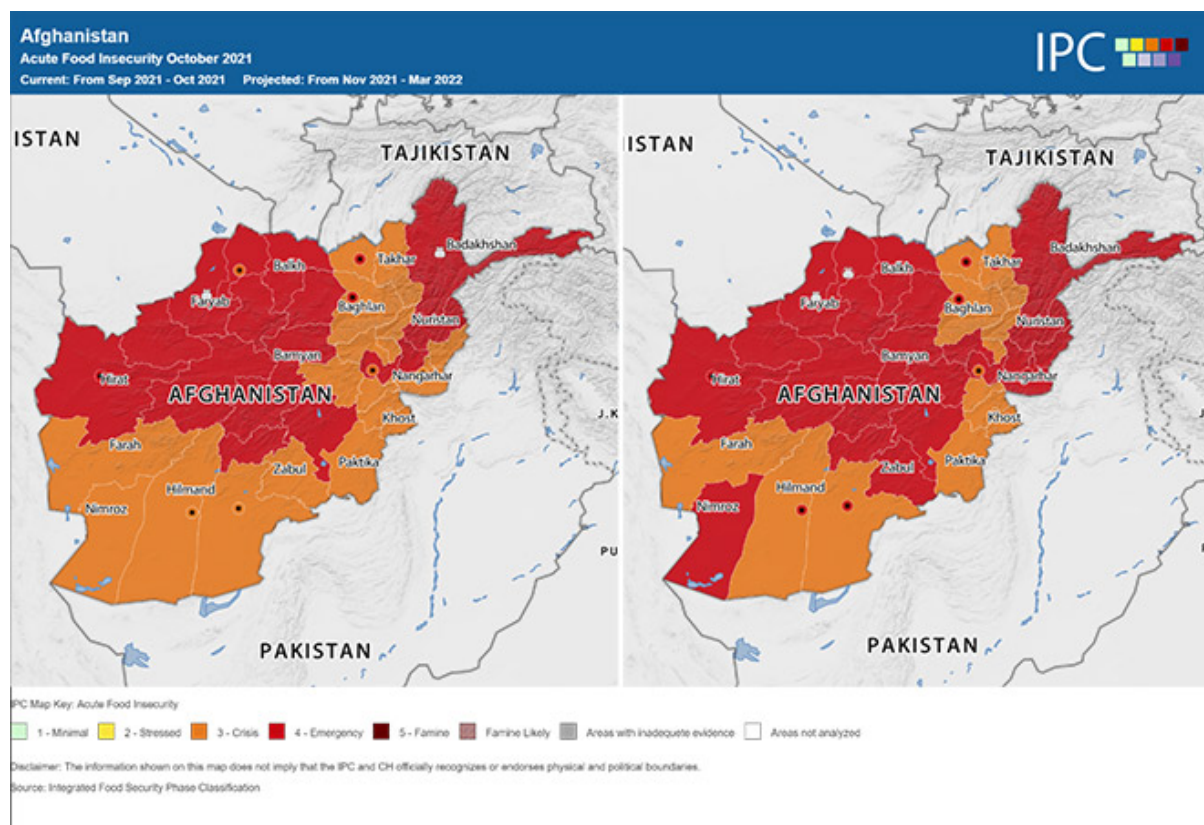 Afghanistan
Acute Food Insecurity October 2021
Current: From Sep 2021 - Oct 2021 Projected: From Nov 2021 - Mar 2022
IPC
ISTAN
TAJIKISTAN
Badakhshan
Takhar
Balkh
Faryab
Baghlan
Nuristan
Bamyan
Hirat
Nangarhar
AFGHANISTAN
J.K
Khost
Farah
Zabul
Paktika
Hilmand
Nimroz
PU
PAKISTAN
ISTAN
TAJIKISTAN
Badakhshan
Takhar
Balkh
Faryab
Baghlan
Nuristan
Bamyan
Hirat
Nangarhar
AFGHANISTAN
Khost
Farah
Zabul
Paktika
Hilmand
Nimroz
PAKISTAN
IPC Map Key: Acute Food Insecurity
1 - Minimal 2 - Stressed 3 - Crisis 4 - Emergency 5 - Famine Famine Likely Areas with inadequete evidence Areas not analyzed
Disclaimer: The information shown on this map does not imply that the IPC and CH officially recognizes or endorses physical and political boundaries.
Source: Integrated Food Security Phase Classification